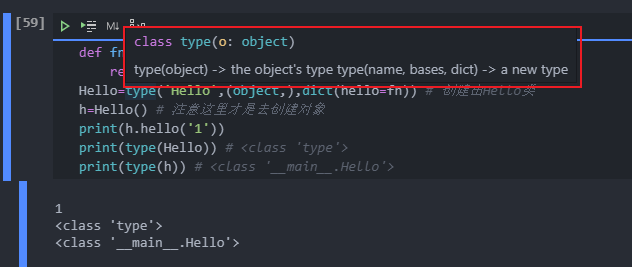 [59]
M↓
class type(o: object)
type(object) -> the object's type type(name, bases, dict) -> a new type
def fn
re
Hello=type('Hello',(object,),dict(hello=fn)) # 创建出Hello类
h=Hello() # 注意这里才是去创建对象
print(h.hello('1'))
print(type(Hello)) # <class 'type'>
print(type(h)) # <class '__main__.Hello'>
1
<class 'type'>
<class '__main__.Hello'>